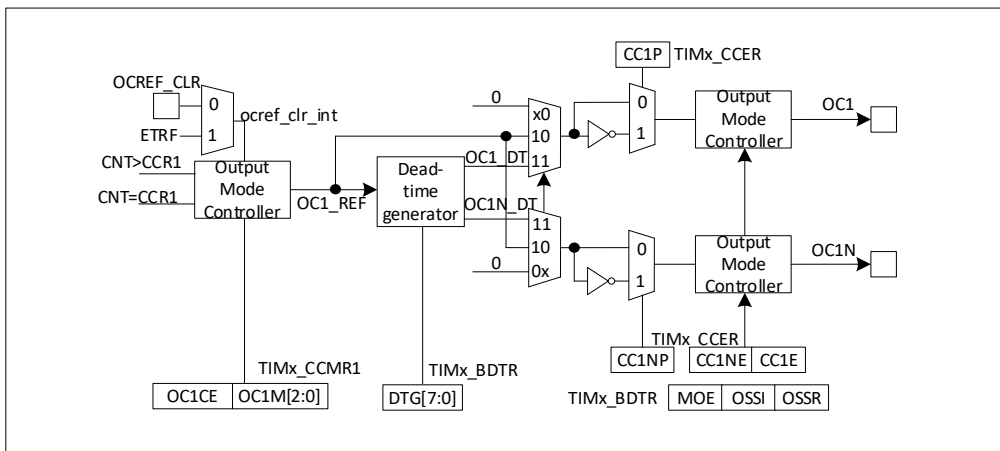 CC1P TIMx_CCER
OCREF_CLR
0
ocref_clr_int
ETRF
1
CNT>CCR1
CNT=CCR1
Output
Mode
Controller
OC1_REF
Dead-
time
generator
OC1_DT
OC1N_DT
0
x0
10
11
11
10
0x
0
0
1
Output
Mode
Controller
OC1
0
1
Output
Mode
Controller
OC1N
TIMx_CCER
CC1NP CC1NE CC1E
TIMx_CCMR1
OC1CE OC1M[2:0]
TIMx_BDTR
DTG[7:0]
TIMx_BDTR MOE OSSI OSSR